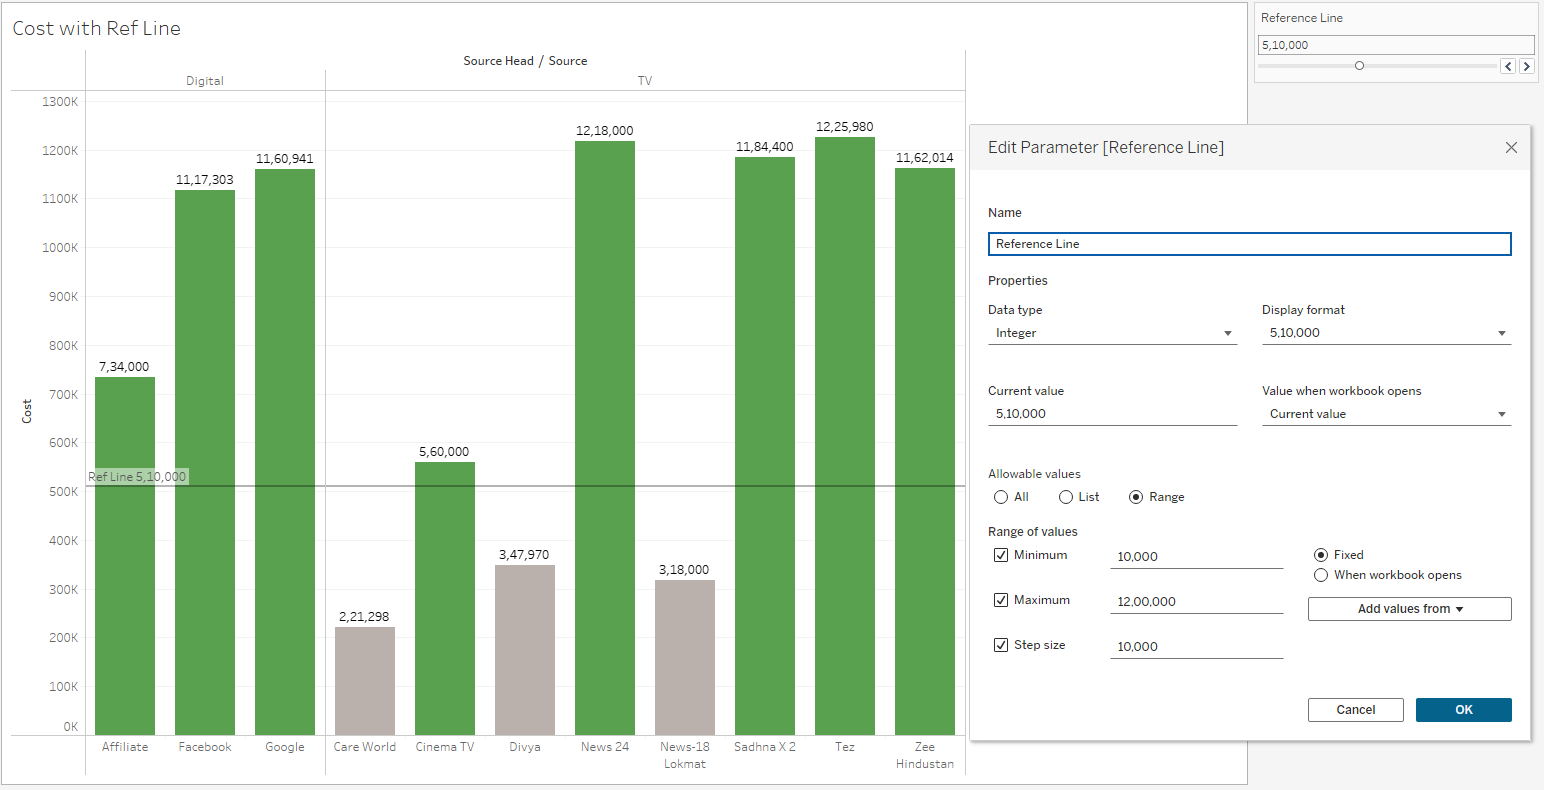 Cost with Ref Line
Source Head / Source
Digital
TV
1300K
1200K
1100K
1000K
900K
800K
700K
600K
500K
400K
300K
200K
100K
0K
Cost
7,34,000
11,17,303
11,60,941
2,21,298
5,60,000
3,47,970
12,18,000
3,18,000
11,84,400
12,25,980
11,62,014
Ref Line 5,10,000
Affiliate
Facebook
Google
Care World
Cinema TV
Divya
News 24
News-18
Lokmat
Sadhna X 2
Tez
Zee
Hindustan
Reference Line
5,10,000
Edit Parameter [Reference Line]
Name
Reference Line
Properties
Data type
Display format
Integer
5,10,000
Current value
Value when workbook opens
5,10,000
Current value
Allowable values
All
List
Range
Range of values
Minimum
10,000
Fixed
When workbook opens
Maximum
12,00,000
Add values from
Step size
10,000
Cancel
OK